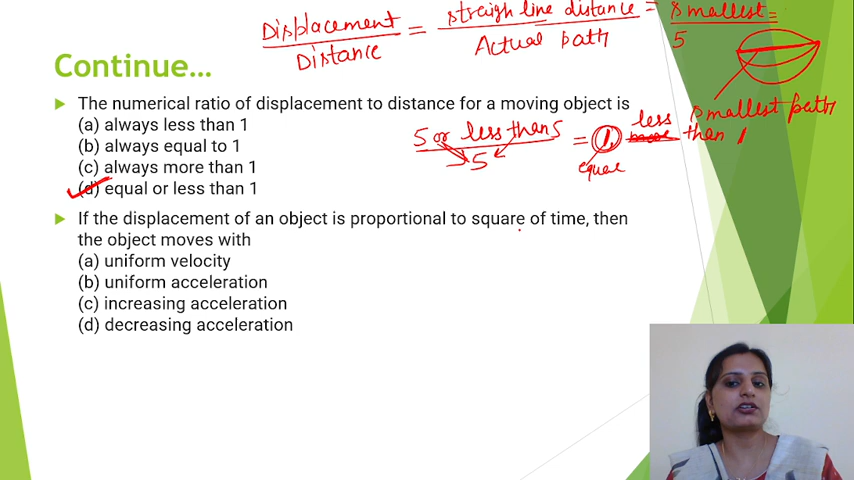 Displacement = streigh line distance = smallest =
Distance Actual path 5
Continue...
smallest path
The numerical ratio of displacement to distance for a moving object is
(a) always less than 1
5 or less than 5 = 1, less than 1
5 equal
(b) always equal to 1
(c) always more than 1
(d) equal or less than 1
If the displacement of an object is proportional to square of time, then
the object moves with
(a) uniform velocity
(b) uniform acceleration
(c) increasing acceleration
(d) decreasing acceleration